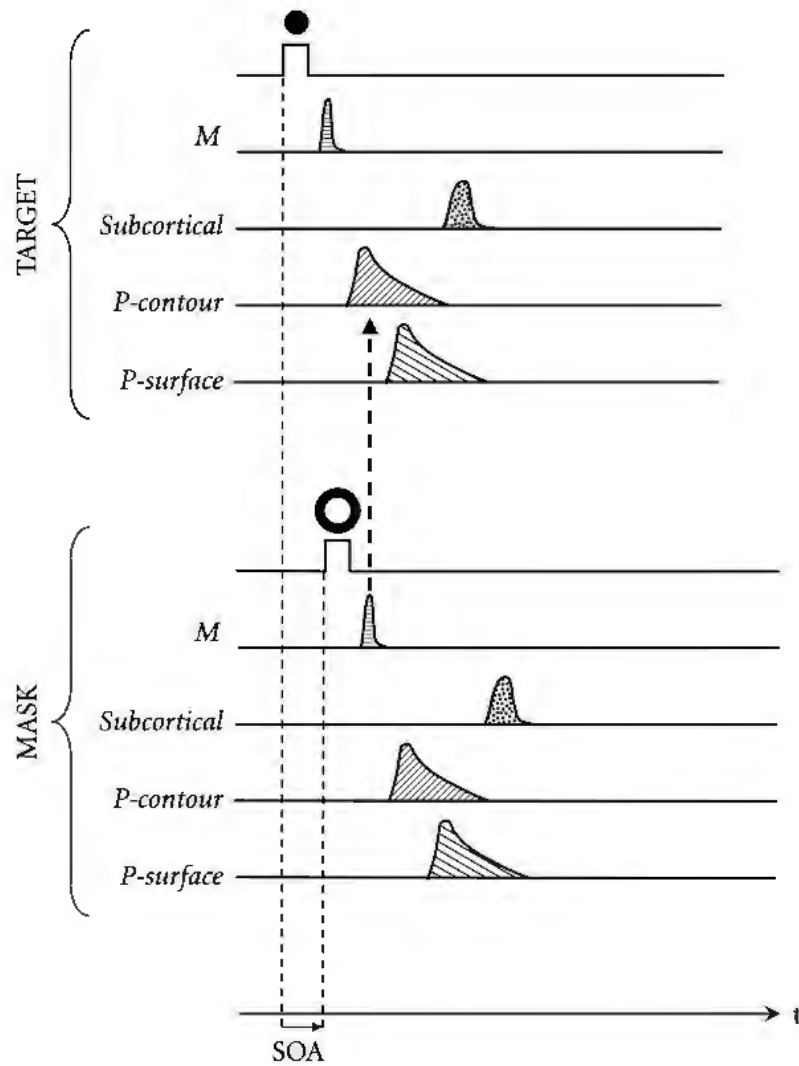 TARGET
M
Subcortical
P-contour
P-surface
MASK
M
Subcortical
P-contour
P-surface
t
SOA